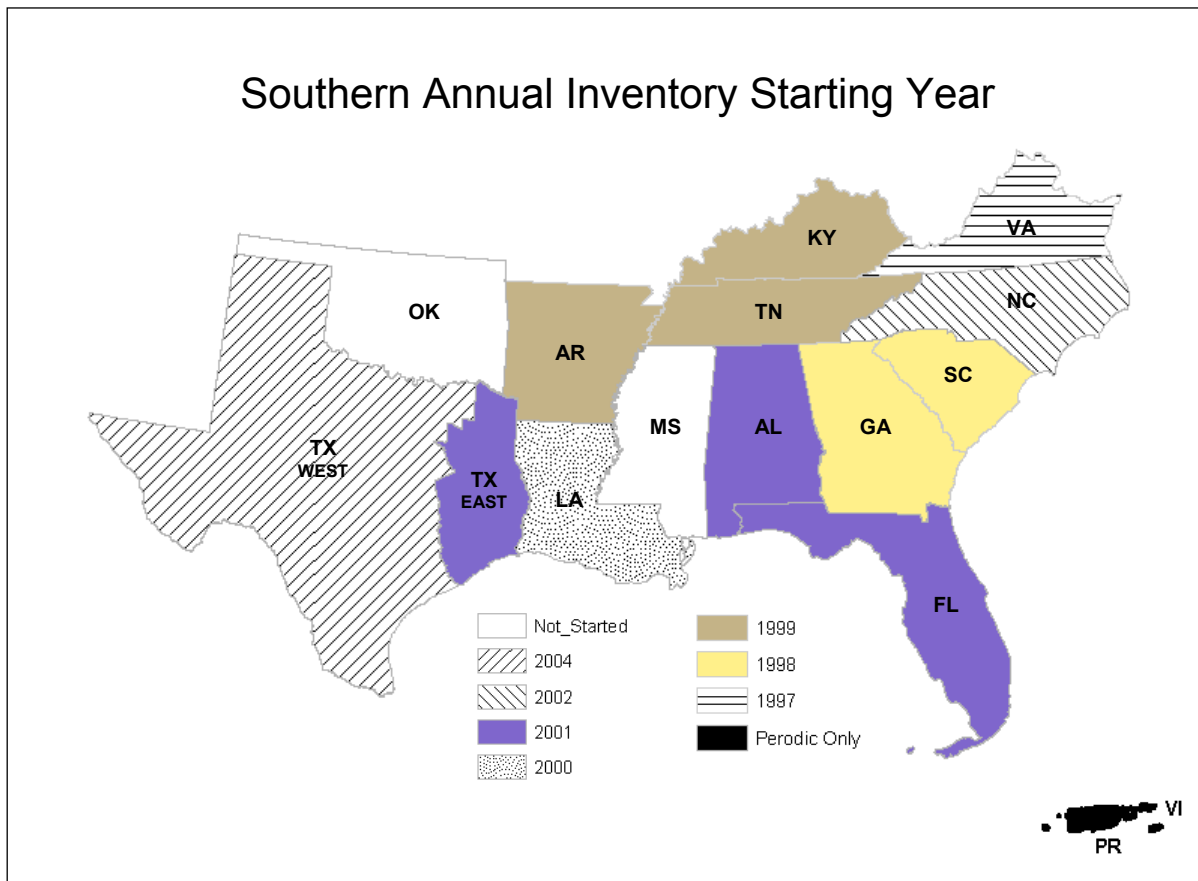 Southern Annual Inventory Starting Year
VA
KY
NC
TN
OK
AR
SC
MS
AL
GA
TX
WEST
TX
EAST
LA
FL
Not_Started
2004
2002
2001
2000
1999
1998
1997
Perodic Only
VI
PR